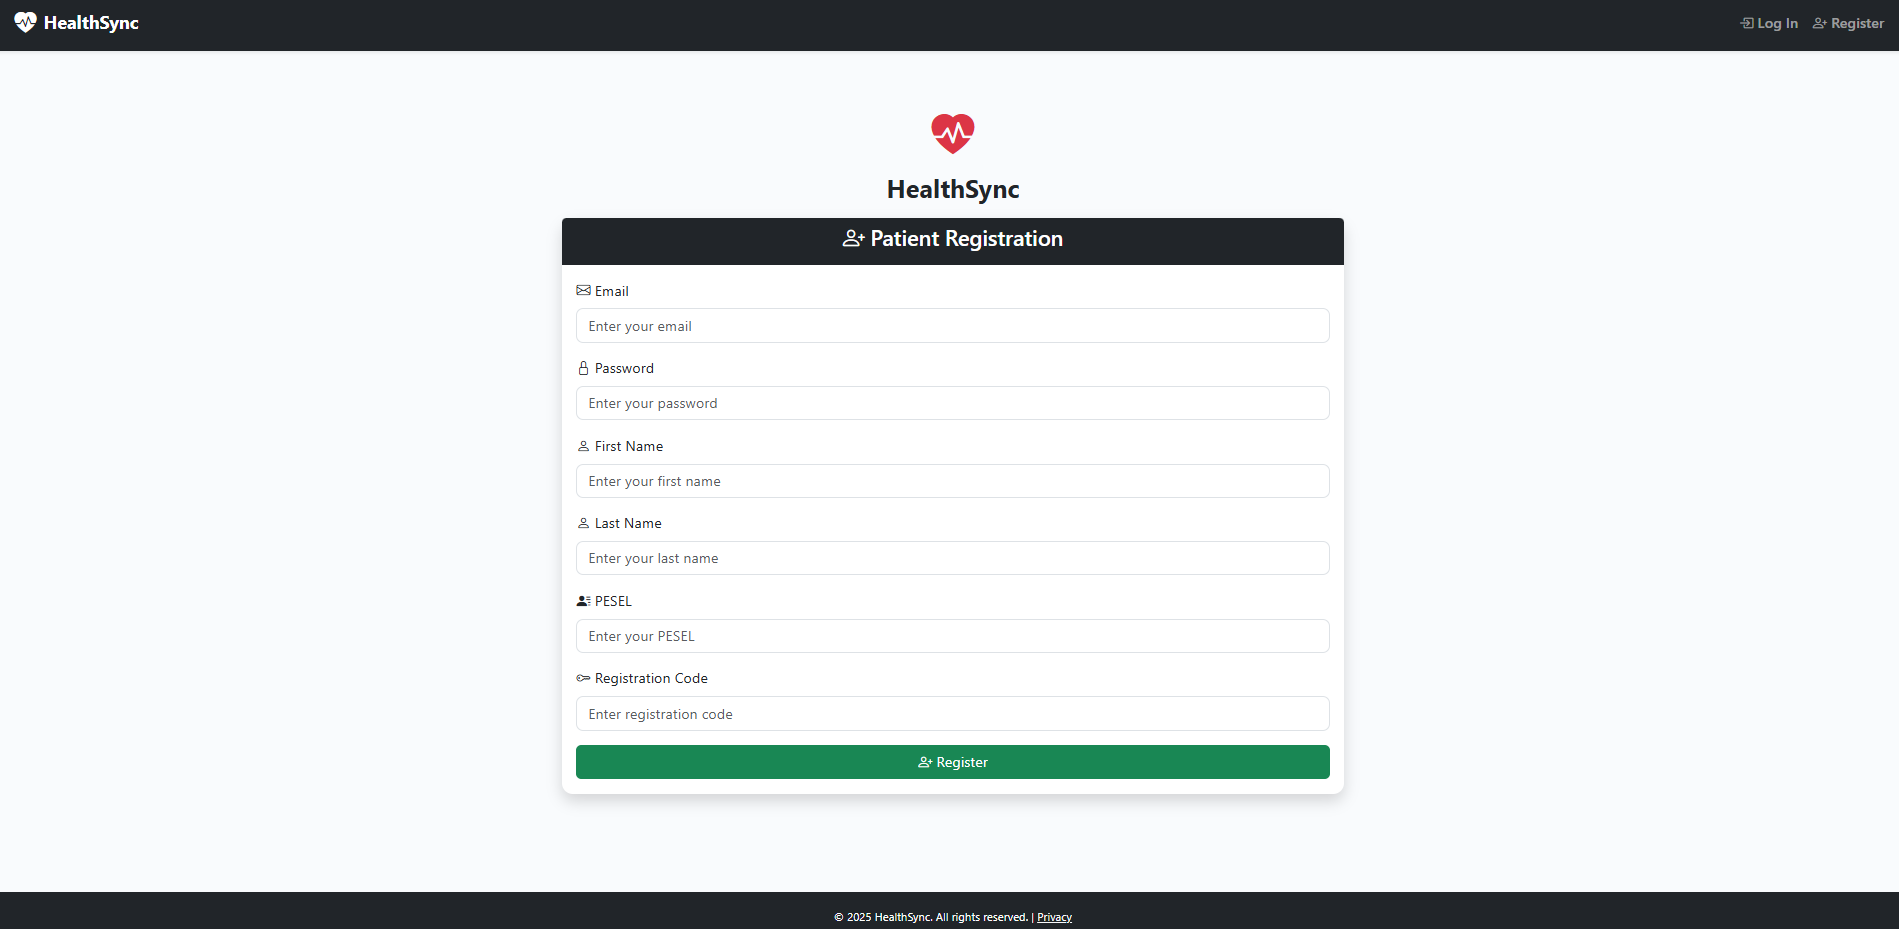 HealthSync
Log In
Register
HealthSync
Patient Registration
Email
Enter your email
Password
Enter your password
First Name
Enter your first name
Last Name
Enter your last name
PESEL
Enter your PESEL
Registration Code
Enter registration code
Register
© 2025 HealthSync. All rights reserved. | Privacy